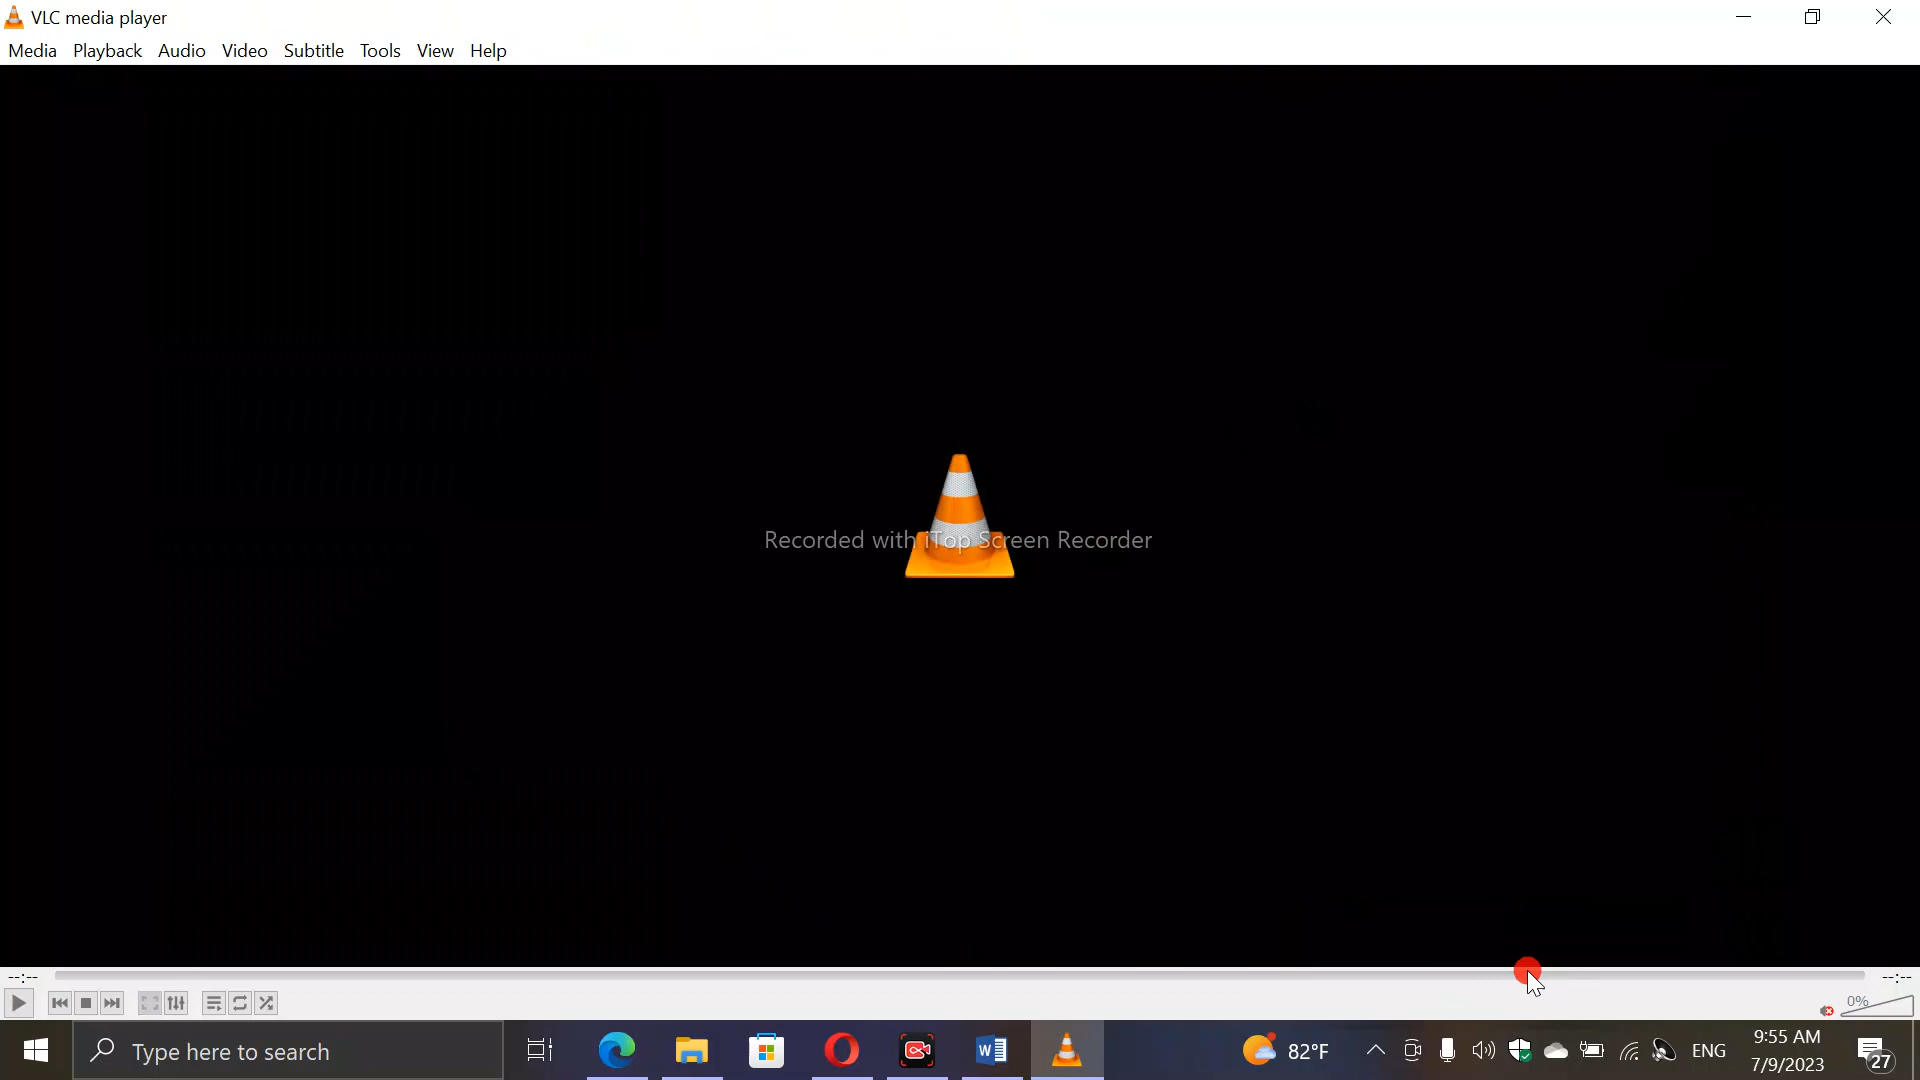 VLC media player
Media Playback Audio Video Subtitle Tools View Help
Recorded with iTop Screen Recorder
--:-- --:--
0%
Type here to search
82°F
ENG
9:55 AM
7/9/2023
27